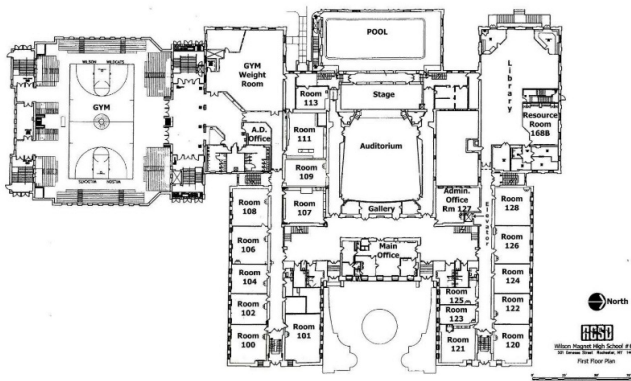 POOL
WILSON WILDCATS
GYM
Weight
Room
GYM
Library
Room
113
Stage
Resource
Room
168B
A.D.
Office
Room
111
Auditorium
Room
109
Admin.
Office
Rm 127
Gallery
Room
108
Room
107
Room
128
Elevator
Room
106
Main
Office
Room
126
Room
104
Room
124
Room
102
Room
125
Room
122
Room
123
Room
100
Room
101
Room
121
Room
120
North
RCSD
Wilson Magnet High School
First Floor Plan